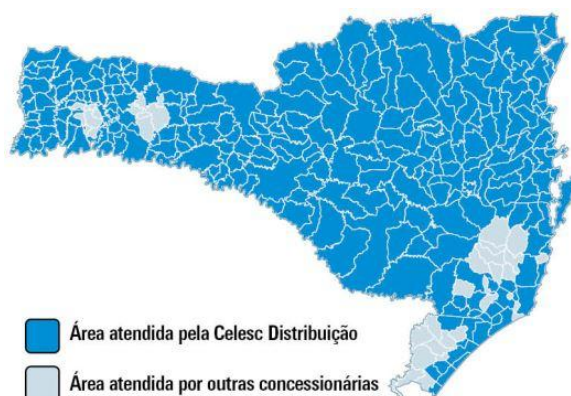 Área atendida pela Celesc Distribuição
Área atendida por outras concessionárias